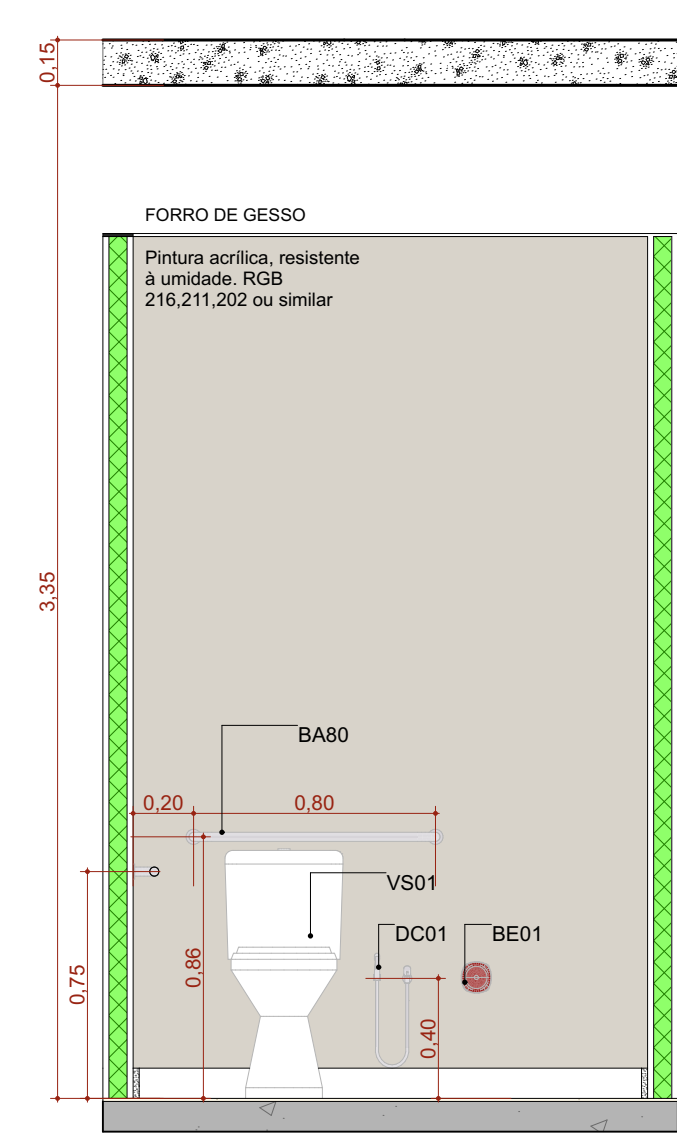 0,15
FORRO DE GESSO
Pintura acrílica, resistente
à umidade. RGB
216,211,202 ou similar
3,35
BA80
0,20
0,80
VS01
DC01
BE01
0,86
0,75
0,40